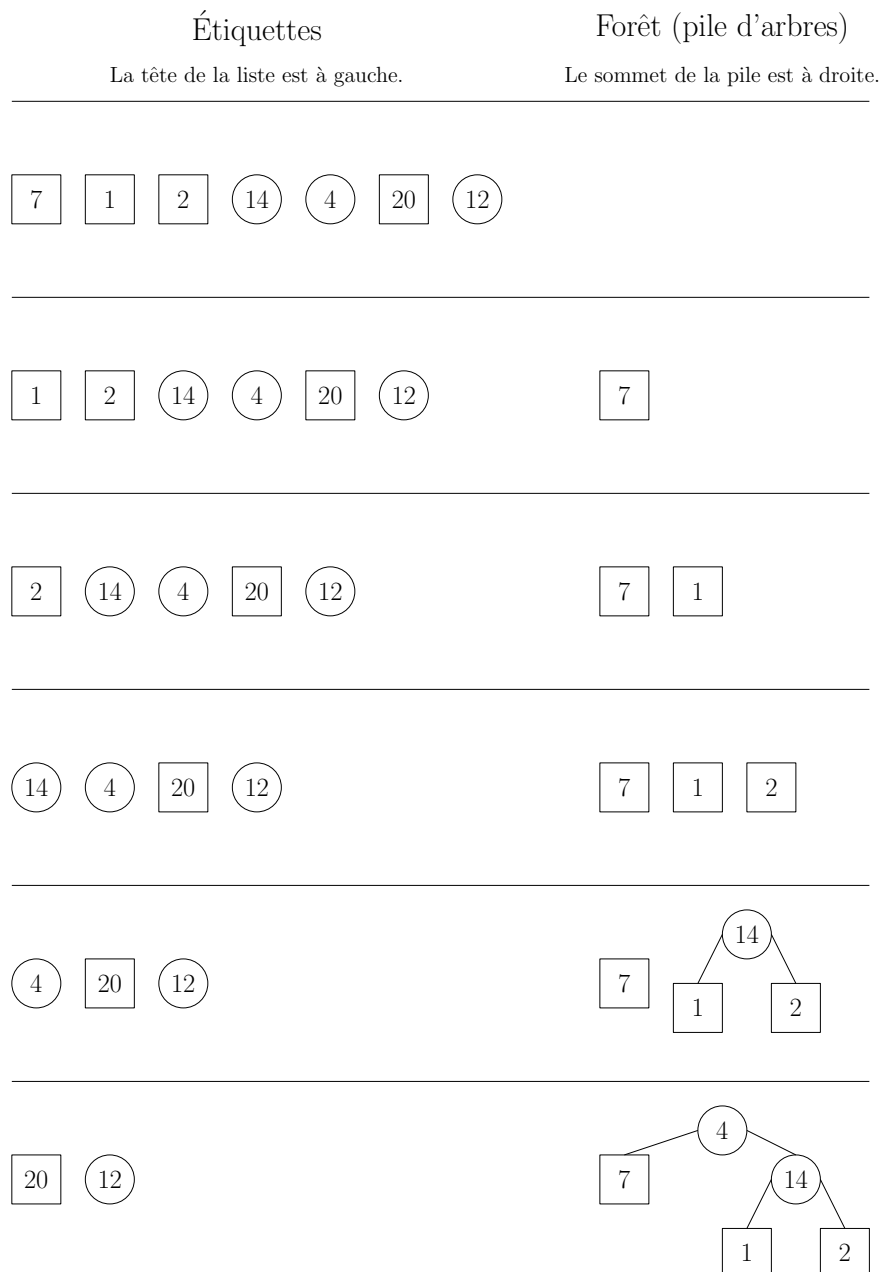 Étiquettes Forêt (pile d'arbres)
La tête de la liste est à gauche. Le sommet de la pile est à droite.
7 1 2 14 4 20 12
1 2 14 4 20 12 7
2 14 4 20 12 7 1
14 4 20 12 7 1 2
14
4 20 12 7
1 2
4
20 12 7 14
1 2